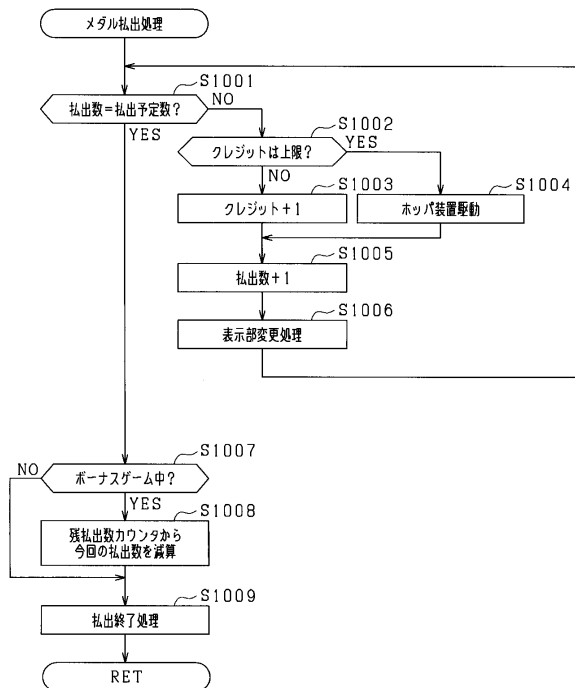 メダル払出処理
S1001
払出数=払出予定数?
NO
YES
S1002
クレジットは上限?
YES
NO
S1003
クレジット+1
S1004
ホッパ装置駆動
S1005
払出数+1
S1006
表示部変更処理
S1007
NO
ボーナスゲーム中?
YES
S1008
残払出数カウンタから
今回の払出数を減算
S1009
払出終了処理
RET